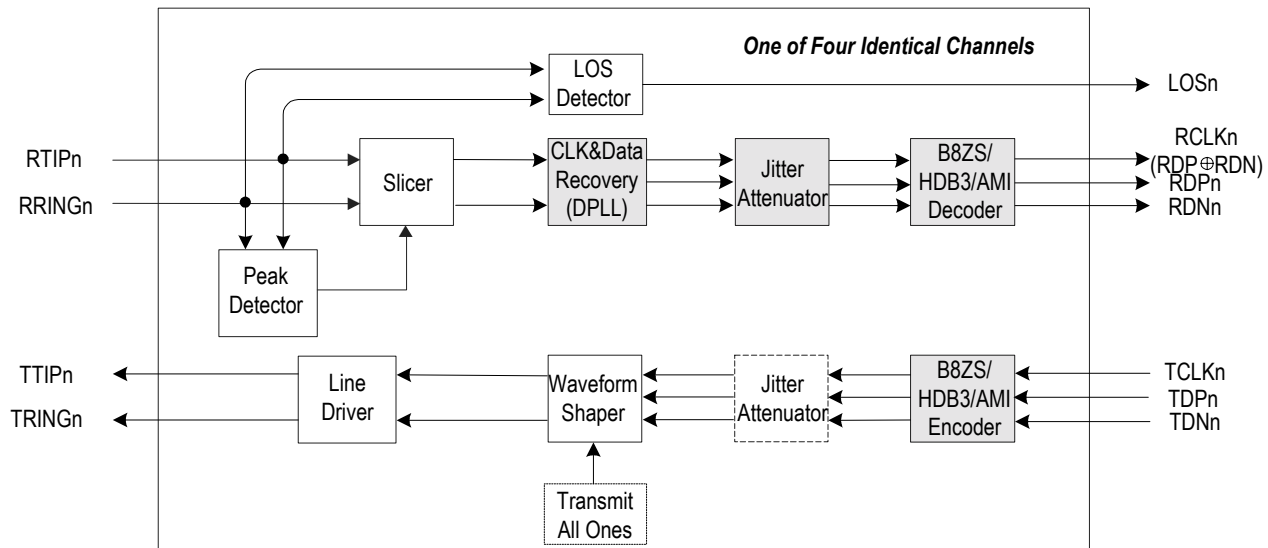 One of Four Identical Channels
LOS
Detector
LOSn
RTIPn
RRINGn
Slicer
CLK&Data
Recovery
(DPLL)
Jitter
Attenuator
B8ZS/
HDB3/AMI
Decoder
RCLKn
(RDP⊕RDN)
RDPn
RDNn
Peak
Detector
TTIPn
TRINGn
Line
Driver
Waveform
Shaper
Jitter
Attenuator
B8ZS/
HDB3/AMI
Encoder
TCLKn
TDPn
TDNn
Transmit
All Ones